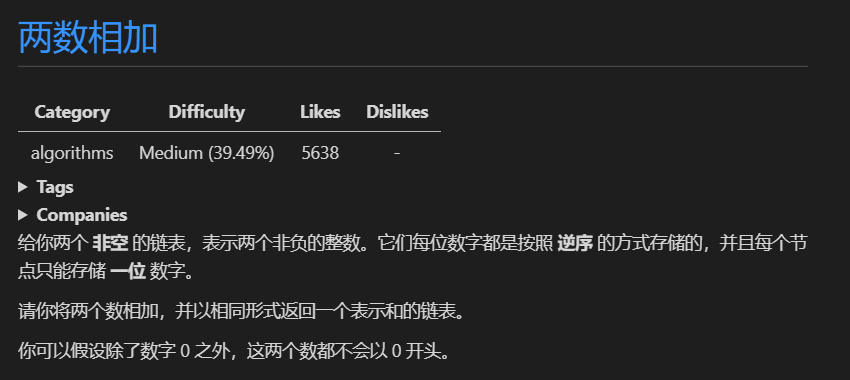 两数相加
Category Difficulty Likes Dislikes
algorithms Medium (39.49%) 5638 -
Tags
Companies
给你两个 非空 的链表，表示两个非负的整数。它们每位数字都是按照 逆序 的方式存储的，并且每个节
点只能存储 一位 数字。
请你将两个数相加，并以相同形式返回一个表示和的链表。
你可以假设除了数字 0 之外，这两个数都不会以 0 开头。